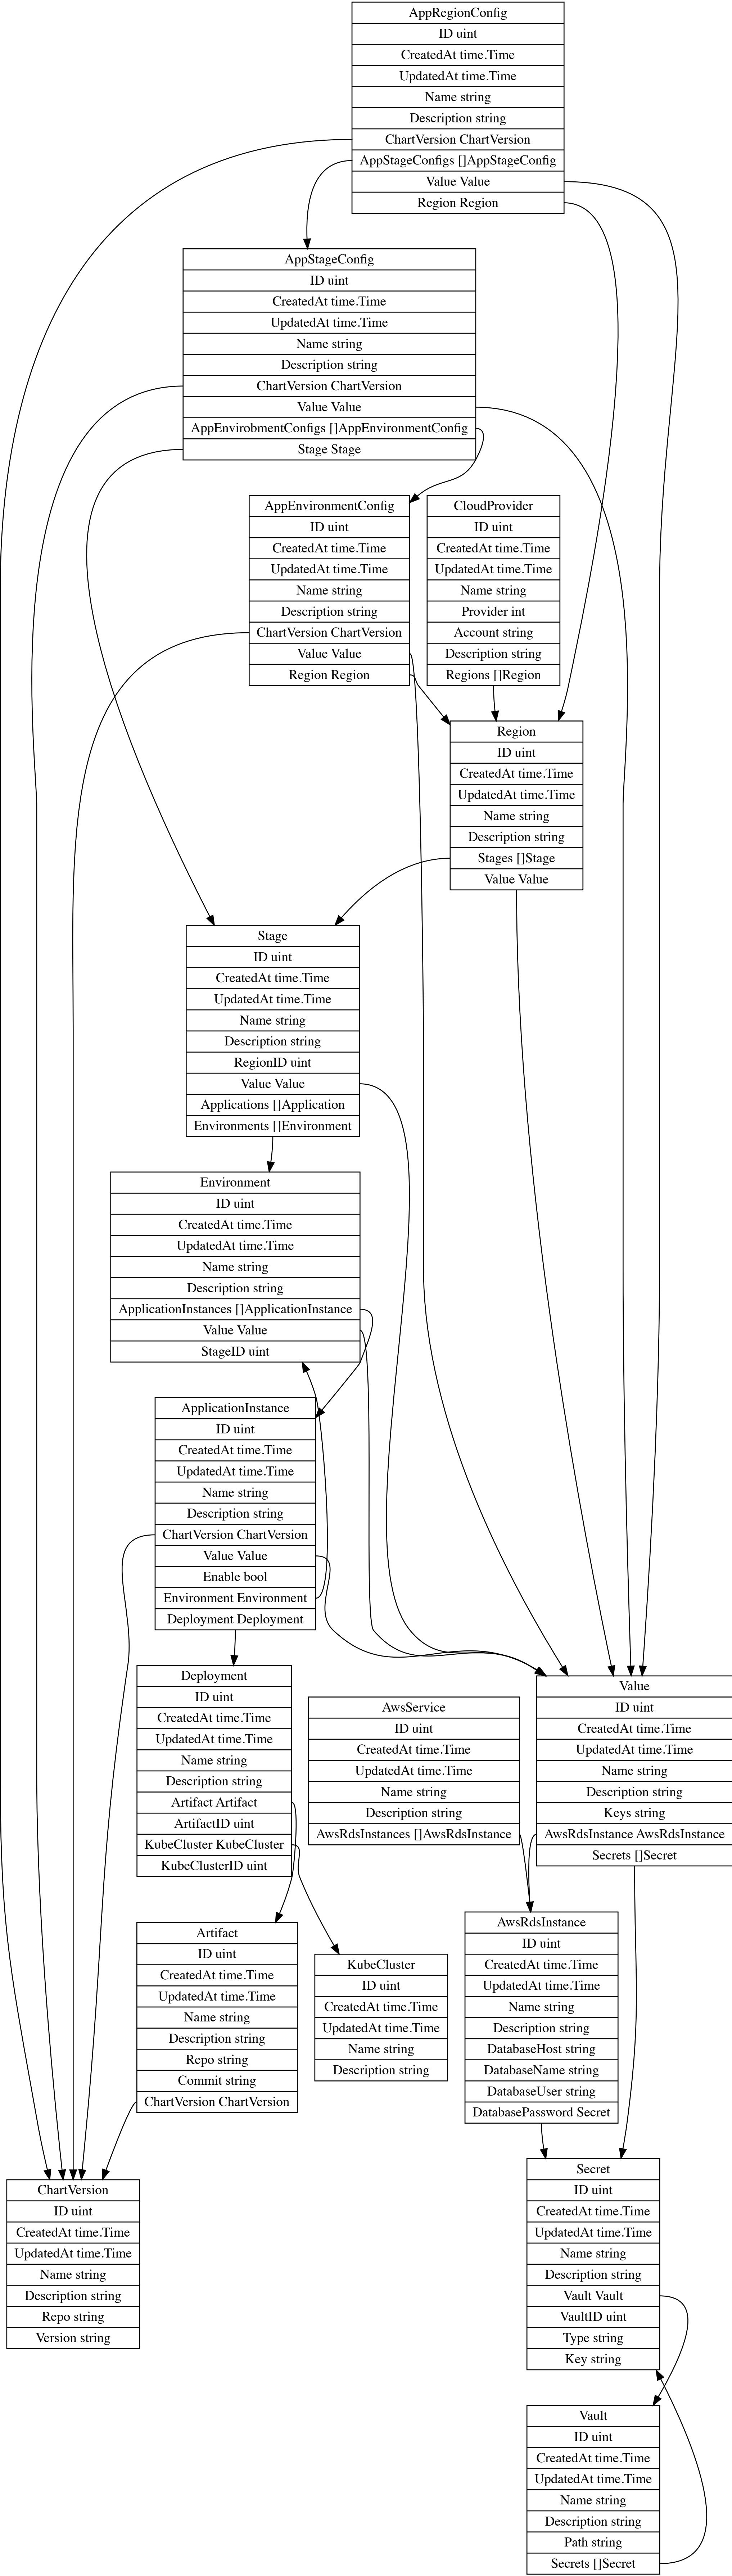 AppRegionConfig
ID uint
CreatedAt time.Time
UpdatedAt time.Time
Name string
Description string
ChartVersion ChartVersion
AppStageConfigs []AppStageConfig
Value Value
Region Region
AppStageConfig
ID uint
CreatedAt time.Time
UpdatedAt time.Time
Name string
Description string
ChartVersion ChartVersion
Value Value
AppEnvirobmentConfigs []AppEnvironmentConfig
Stage Stage
AppEnvironmentConfig
ID uint
CreatedAt time.Time
UpdatedAt time.Time
Name string
Description string
ChartVersion ChartVersion
Value Value
Region Region
CloudProvider
ID uint
CreatedAt time.Time
UpdatedAt time.Time
Name string
Provider int
Account string
Description string
Regions []Region
Region
ID uint
CreatedAt time.Time
UpdatedAt time.Time
Name string
Description string
Stages []Stage
Value Value
Stage
ID uint
CreatedAt time.Time
UpdatedAt time.Time
Name string
Description string
RegionID uint
Value Value
Applications []Application
Environments []Environment
Environment
ID uint
CreatedAt time.Time
UpdatedAt time.Time
Name string
Description string
ApplicationInstances []ApplicationInstance
Value Value
StageID uint
ApplicationInstance
ID uint
CreatedAt time.Time
UpdatedAt time.Time
Name string
Description string
ChartVersion ChartVersion
Value Value
Enable bool
Environment Environment
Deployment Deployment
Deployment
ID uint
CreatedAt time.Time
UpdatedAt time.Time
Name string
Description string
Artifact Artifact
ArtifactID uint
KubeCluster KubeCluster
KubeClusterID uint
AwsService
ID uint
CreatedAt time.Time
UpdatedAt time.Time
Name string
Description string
AwsRdsInstances []AwsRdsInstance
Value
ID uint
CreatedAt time.Time
UpdatedAt time.Time
Name string
Description string
Keys string
AwsRdsInstance AwsRdsInstance
Secrets []Secret
Artifact
ID uint
CreatedAt time.Time
UpdatedAt time.Time
Name string
Description string
Repo string
Commit string
ChartVersion ChartVersion
KubeCluster
ID uint
CreatedAt time.Time
UpdatedAt time.Time
Name string
Description string
AwsRdsInstance
ID uint
CreatedAt time.Time
UpdatedAt time.Time
Name string
Description string
DatabaseHost string
DatabaseName string
DatabaseUser string
DatabasePassword Secret
ChartVersion
ID uint
CreatedAt time.Time
UpdatedAt time.Time
Name string
Description string
Repo string
Version string
Secret
ID uint
CreatedAt time.Time
UpdatedAt time.Time
Name string
Description string
Vault Vault
VaultID uint
Type string
Key string
Vault
ID uint
CreatedAt time.Time
UpdatedAt time.Time
Name string
Description string
Path string
Secrets []Secret